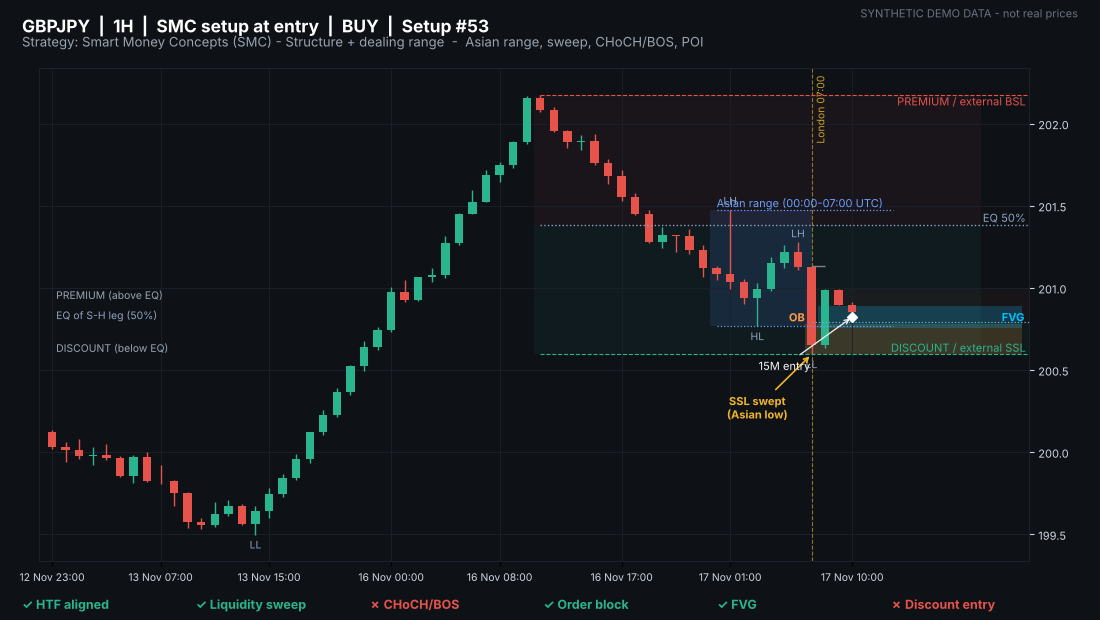 GBPJPY | 1H | SMC setup at entry | BUY | Setup #53
SYNTHETIC DEMO DATA - not real prices
Strategy: Smart Money Concepts (SMC) - Structure + dealing range - Asian range, sweep, CHoCH/BOS, POI
London 07:00
PREMIUM / external BSL
202.0
LH
Asian range (00:00-07:00 UTC)
201.5
EQ 50%
LH
PREMIUM (above EQ)
201.0
EQ of S-H leg (50%)
OB
FVG
HL
DISCOUNT (below EQ)
DISCOUNT / external SSL
15M entry
LL
200.5
SSL swept
(Asian low)
200.0
199.5
LL
12 Nov 23:00
13 Nov 07:00
13 Nov 15:00
16 Nov 00:00
16 Nov 08:00
16 Nov 17:00
17 Nov 01:00
17 Nov 10:00
✓ HTF aligned
✓ Liquidity sweep
× CHoCH/BOS
✓ Order block
✓ FVG
× Discount entry